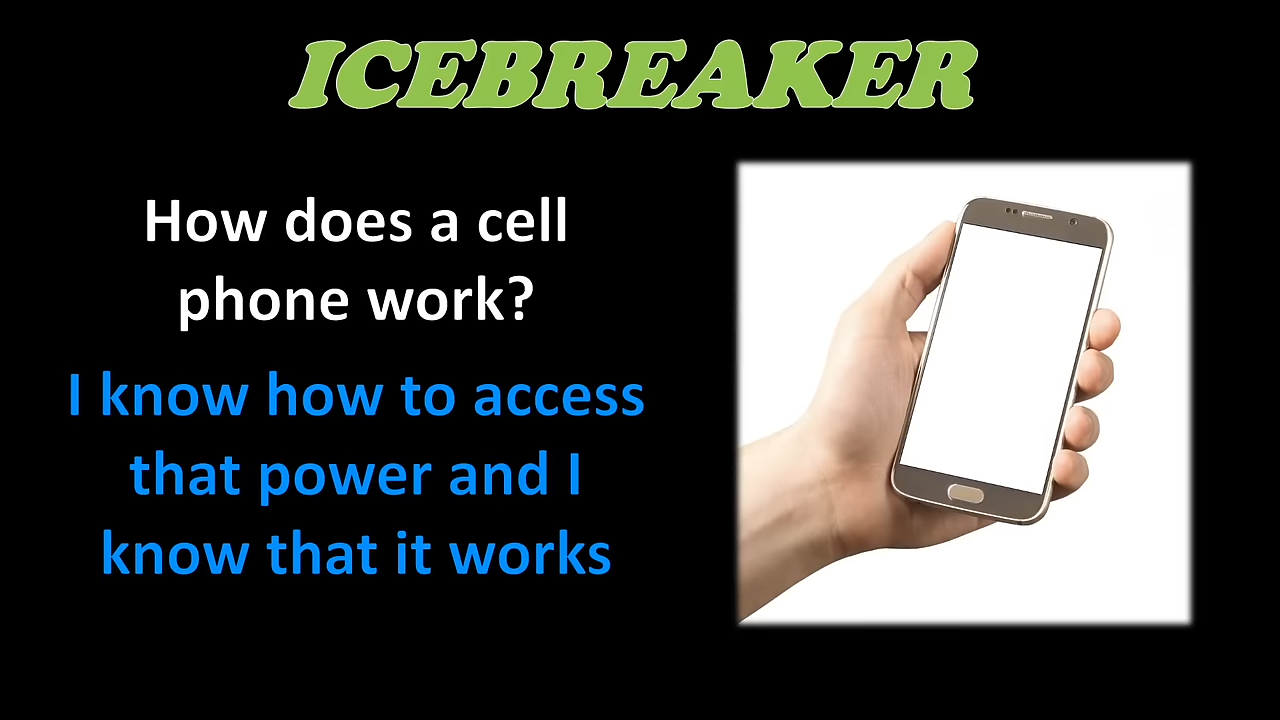 ICEBREAKER
How does a cell
phone work?
I know how to access
that power and I
know that it works